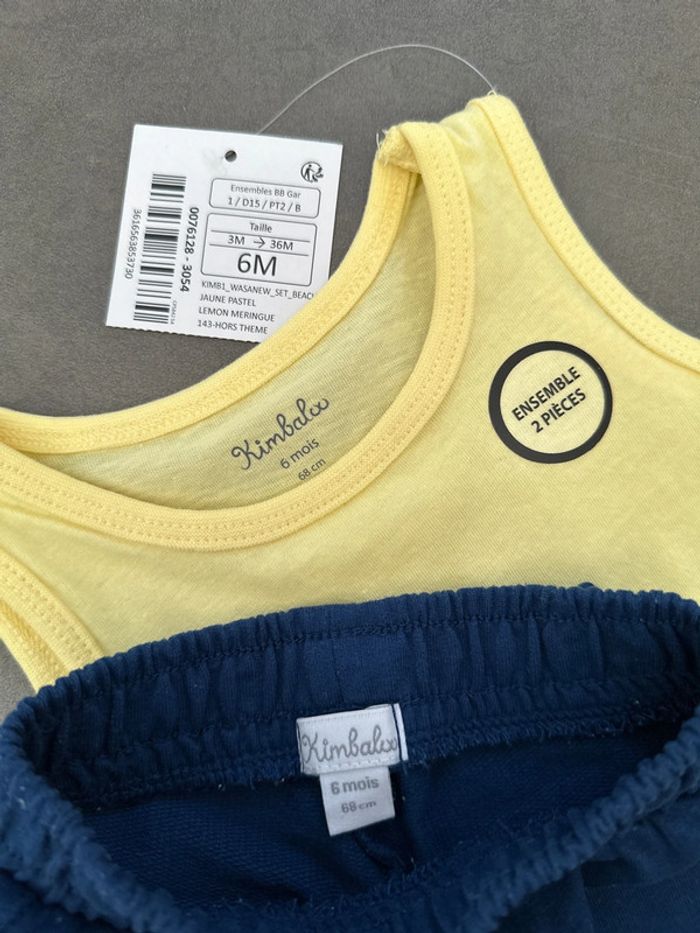 Ensembles BB Gar
1 / D15 / PT2 / B
Taille
3M → 36M
6M
KIMB1_WASANEW_SET_BEACH
JAUNE PASTEL
LEMON MERINGUE
143-HORS THEME
0076128 - 3054
3616563853730
Kimbaloo
6 mois
68 cm
ENSEMBLE
2 PIÈCES
Kimbaloo
6 mois
68 cm